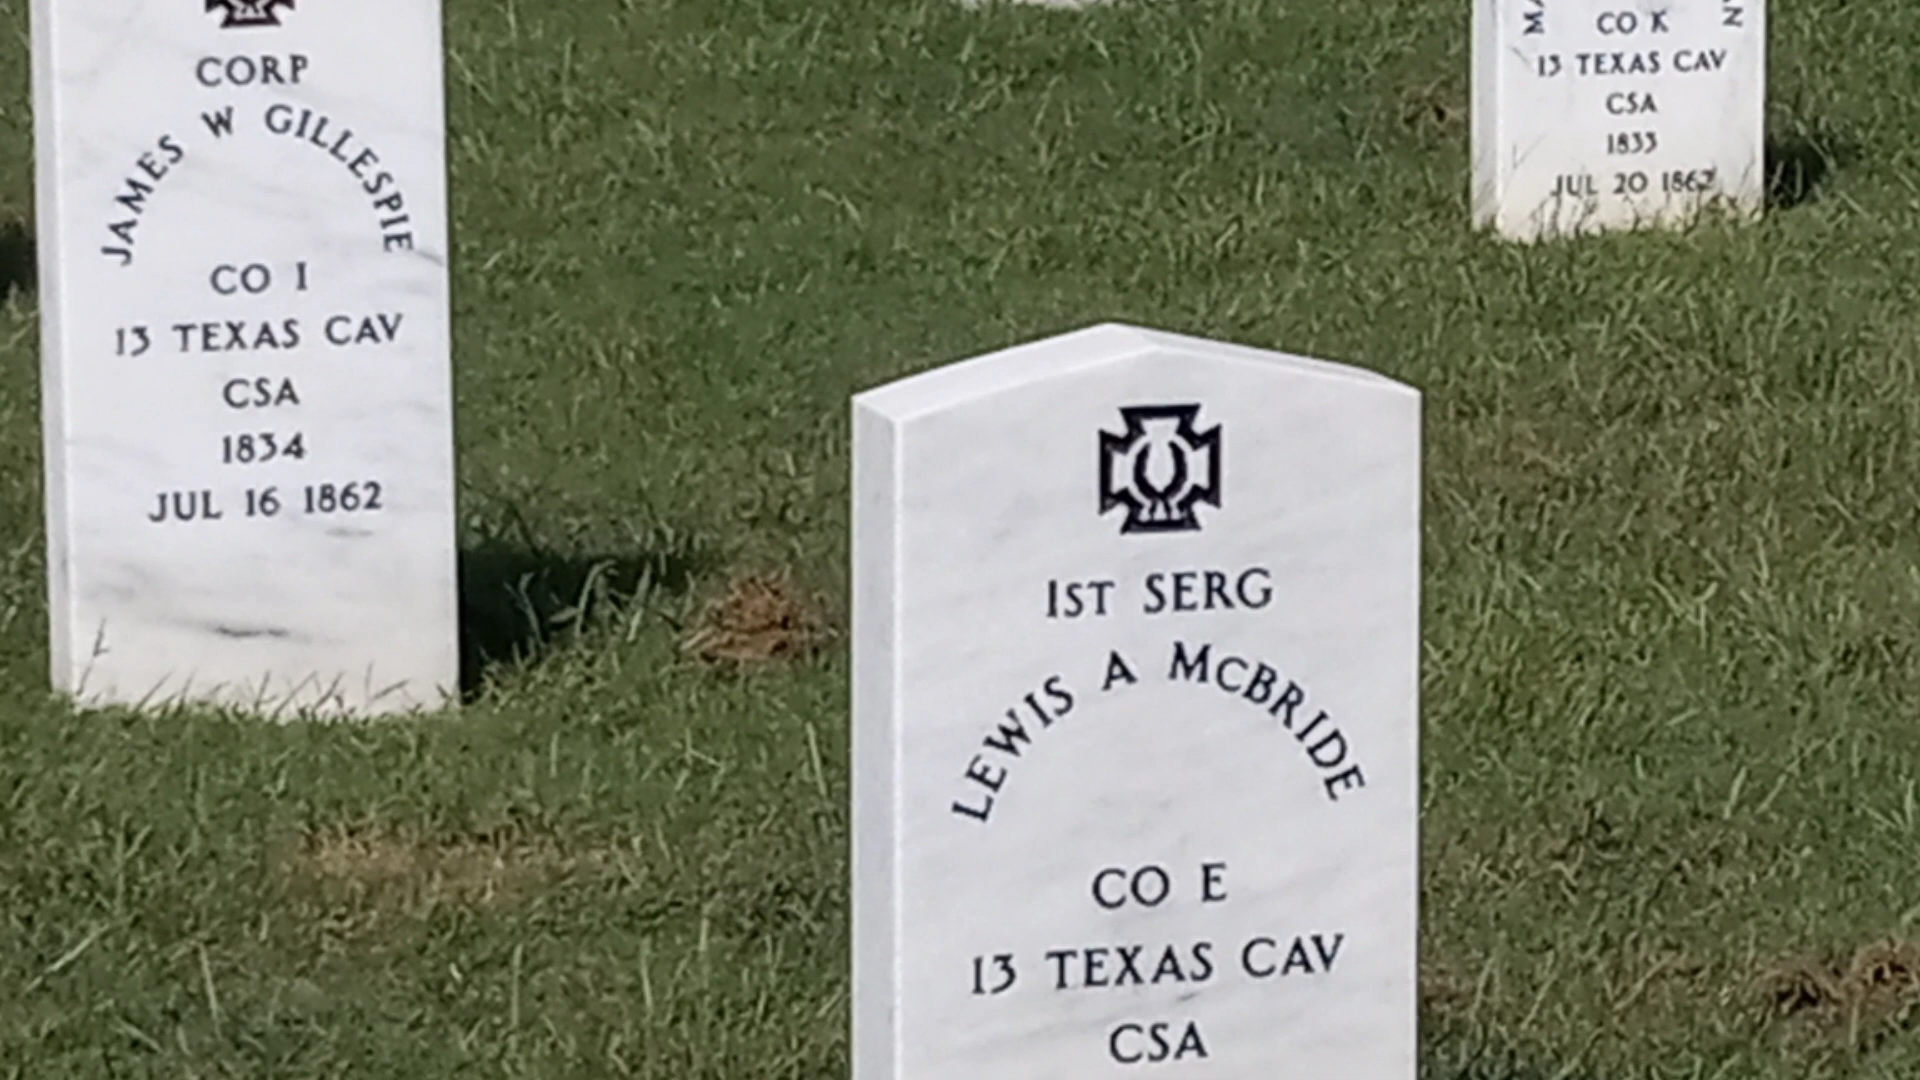 CORP
JAMES W GILLESPIE
CO I
13 TEXAS CAV
CSA
1834
JUL 16 1862
1ST SERG
LEWIS A MCBRIDE
CO E
13 TEXAS CAV
CSA
CO K
13 TEXAS CAV
CSA
1833
JUL 20 1862